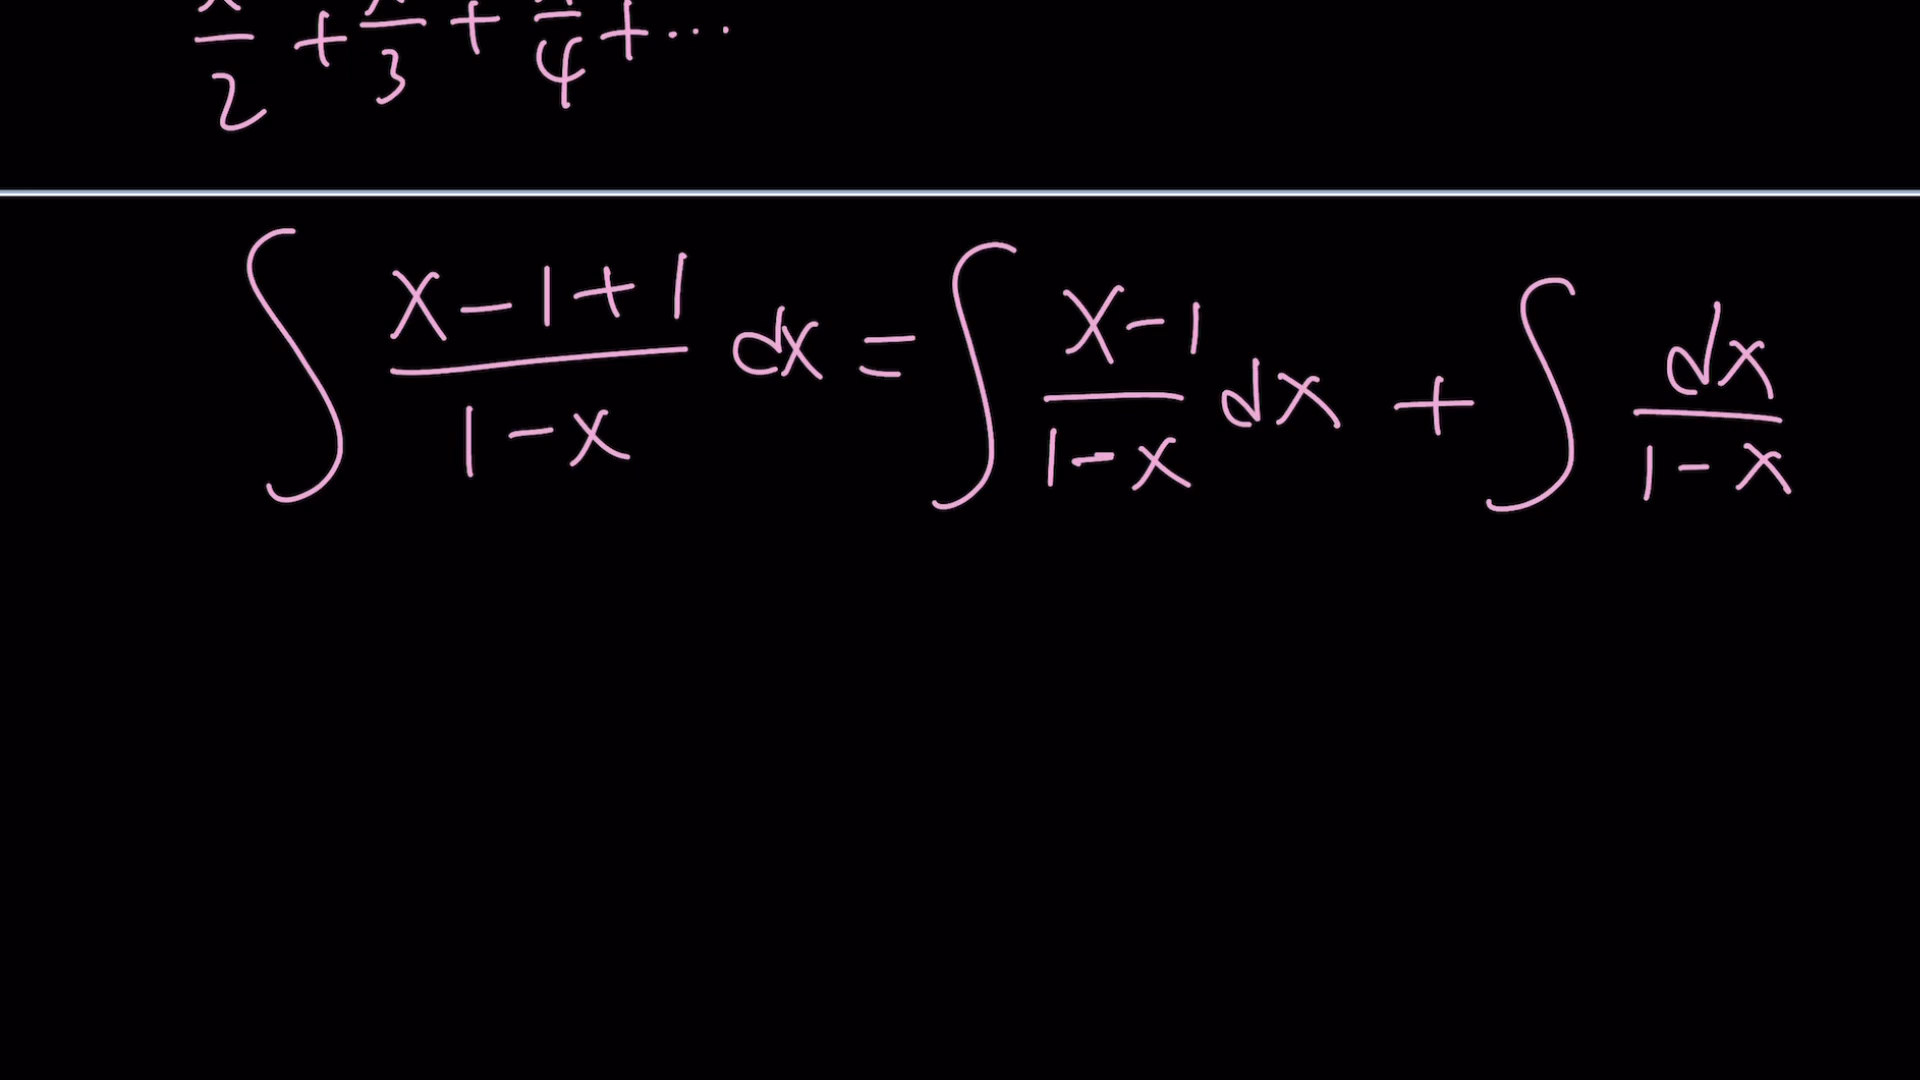 /2 + /3 + /4 + ...
∫ (x-1+1)/(1-x) dx = ∫ (x-1)/(1-x) dx + ∫ dx/(1-x)